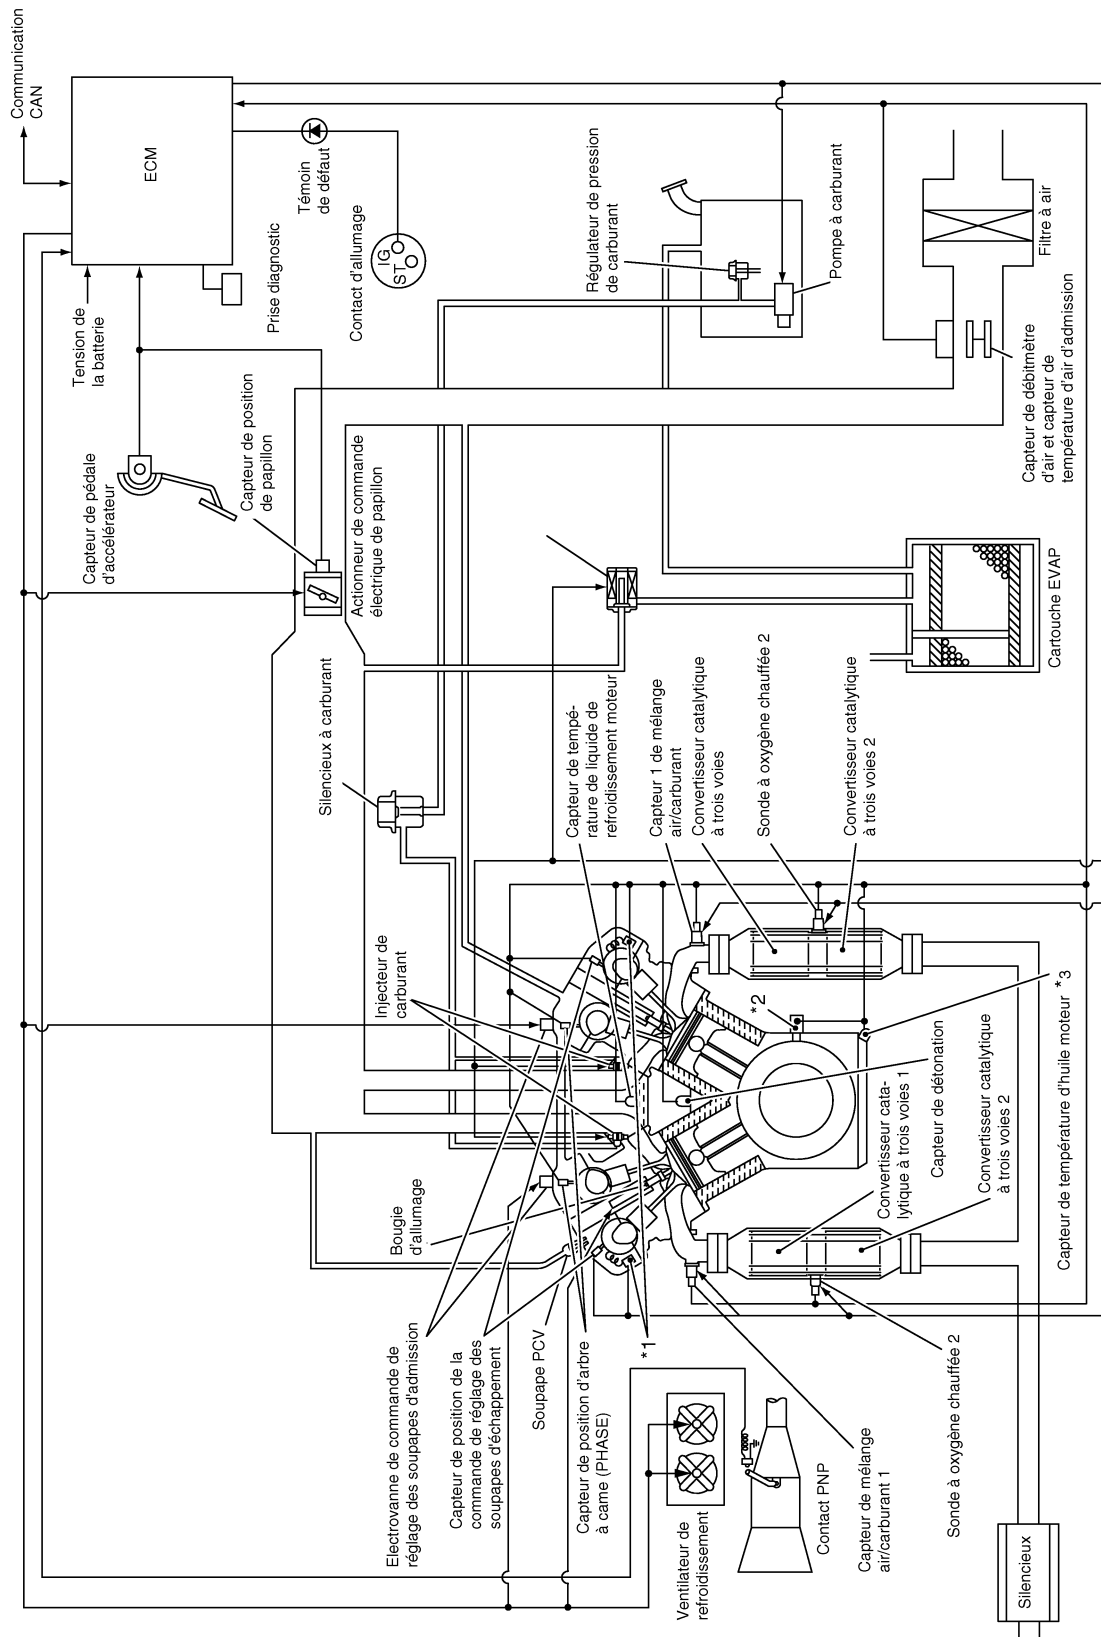 Communication
CAN
ECM
Témoin
de défaut
Contact d'allumage
IG
ST
Prise diagnostic
Tension de
la batterie
Capteur de position
de papillon
Capteur de pédale
d'accélérateur
Actionneur de commande
électrique de papillon
Régulateur de pression
de carburant
Pompe à carburant
Filtre à air
Capteur de débitmètre
d'air et capteur de
température d'air d'admission
Cartouche EVAP
Silencieux à carburant
Capteur de tempé-
rature de liquide de
refroidissement moteur
Capteur 1 de mélange
air/carburant
Convertisseur catalytique
à trois voies
Sonde à oxygène chauffée 2
Convertisseur catalytique
à trois voies 2
Injecteur de
carburant
*2
*3
Capteur de température d'huile moteur
Convertisseur catalytique
à trois voies 2
Capteur de détonation
Convertisseur cata-
lytique à trois voies 1
Bougie
d'allumage
Electrovanne de commande de
réglage des soupapes d'admission
Capteur de position de la
commande de réglage des
soupapes d'échappement
Soupape PCV
Capteur de position d'arbre
à came (PHASE)
*1
Ventilateur de
refroidissement
Contact PNP
Capteur de mélange
air/carburant 1
Sonde à oxygène chauffée 2
Silencieux